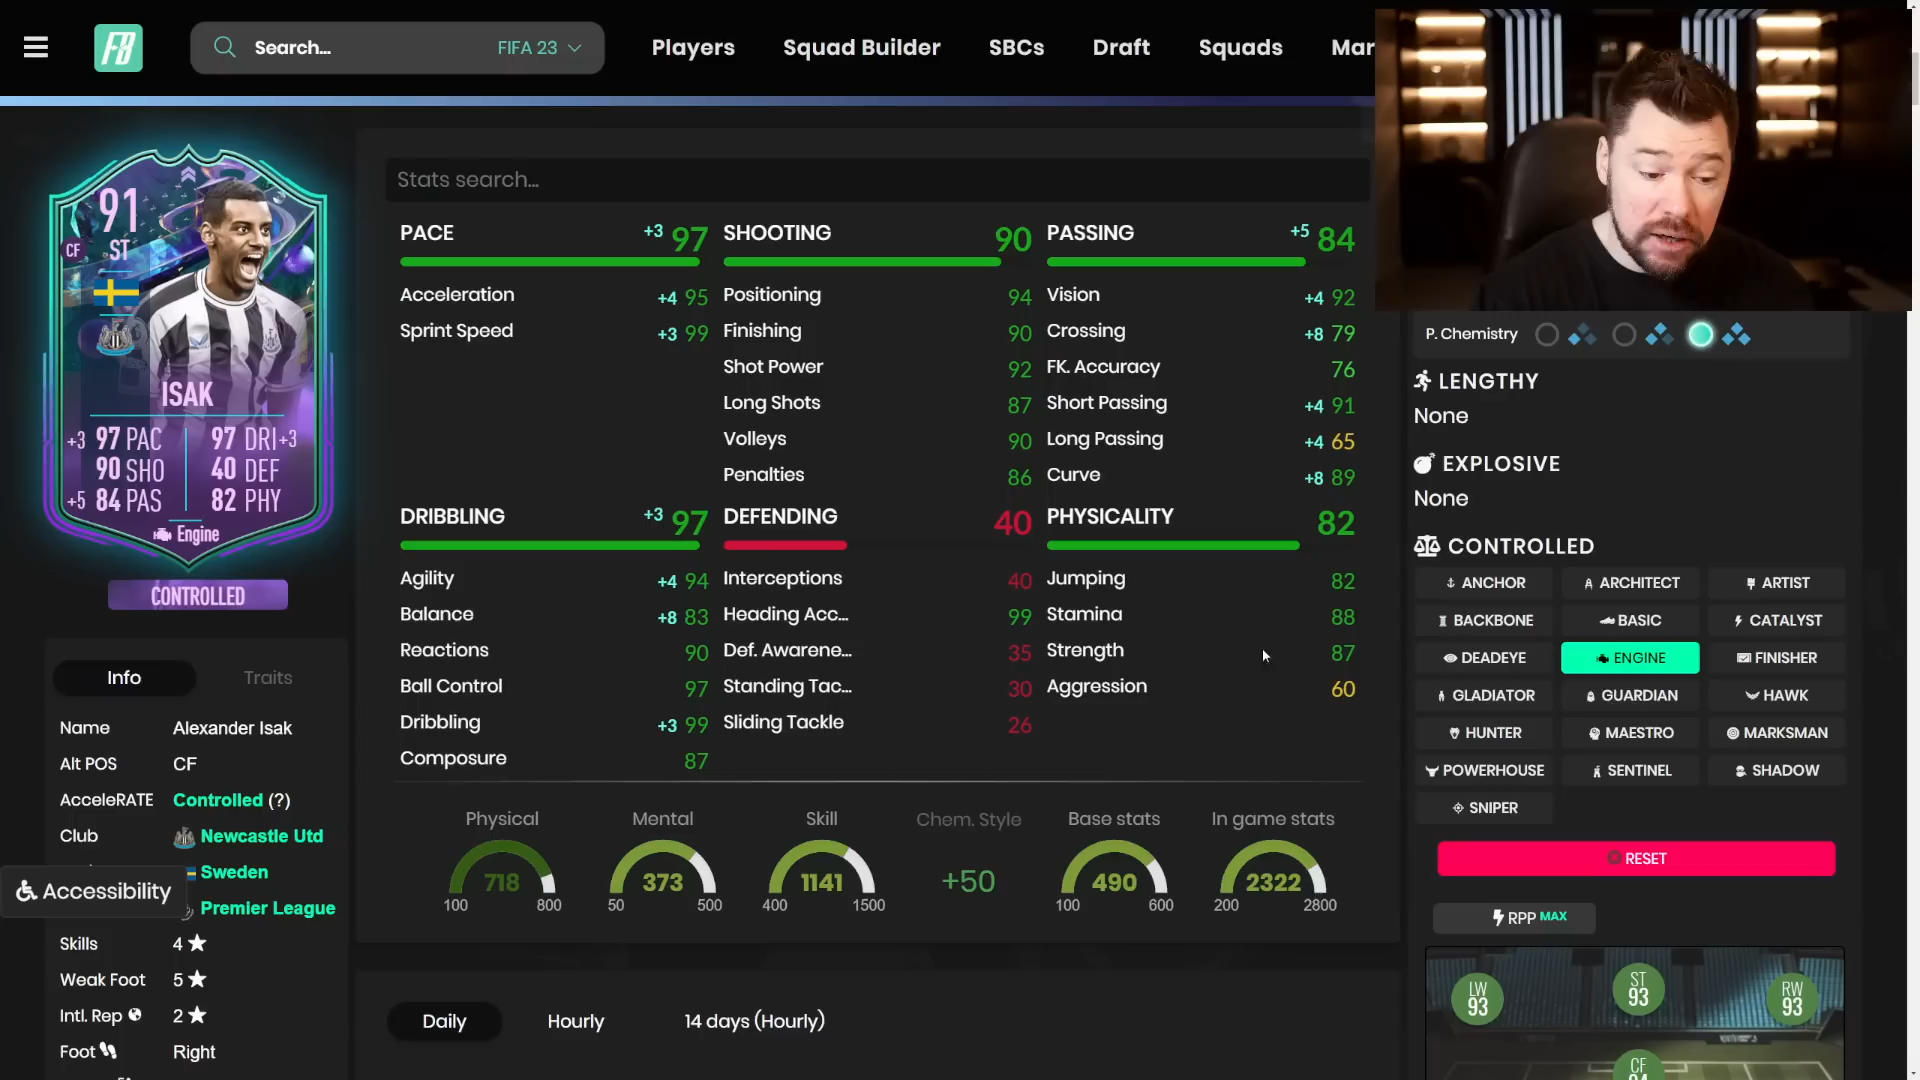 FB
Search...
FIFA 23
Players
Squad Builder
SBCs
Draft
Squads
Mar
91
ST
CF
ISAK
+3 97 PAC
97 DRI +3
90 SHO
40 DEF
+5 84 PAS
82 PHY
Engine
CONTROLLED
Info
Traits
Name Alexander Isak
Alt POS CF
AcceleRATE Controlled (?)
Club Newcastle Utd
Sweden
Accessibility
Premier League
Skills 4
Weak Foot 5
Intl. Rep 2
Foot Right
Stats search...
PACE +3 97
Acceleration +4 95
Sprint Speed +3 99
SHOOTING 90
Positioning 94
Finishing 90
Shot Power 92
Long Shots 87
Volleys 90
Penalties 86
PASSING +5 84
Vision +4 92
Crossing +8 79
FK. Accuracy 76
Short Passing +4 91
Long Passing +4 65
Curve +8 89
DRIBBLING +3 97
Agility +4 94
Balance +8 83
Reactions 90
Ball Control 97
Dribbling +3 99
Composure 87
DEFENDING 40
Interceptions 40
Heading Acc... 99
Def. Awarene... 35
Standing Tac... 30
Sliding Tackle 26
PHYSICALITY 82
Jumping 82
Stamina 88
Strength 87
Aggression 60
Physical
718
100 800
Mental
373
50 500
Skill
1141
400 1500
Chem. Style
+50
Base stats
490
100 600
In game stats
2322
200 2800
Daily
Hourly
14 days (Hourly)
P. Chemistry
LENGTHY
None
EXPLOSIVE
None
CONTROLLED
ANCHOR
ARCHITECT
ARTIST
BACKBONE
BASIC
CATALYST
DEADEYE
ENGINE
FINISHER
GLADIATOR
GUARDIAN
HAWK
HUNTER
MAESTRO
MARKSMAN
POWERHOUSE
SENTINEL
SHADOW
SNIPER
RESET
RPP MAX
LW
93
ST
93
RW
93
CF